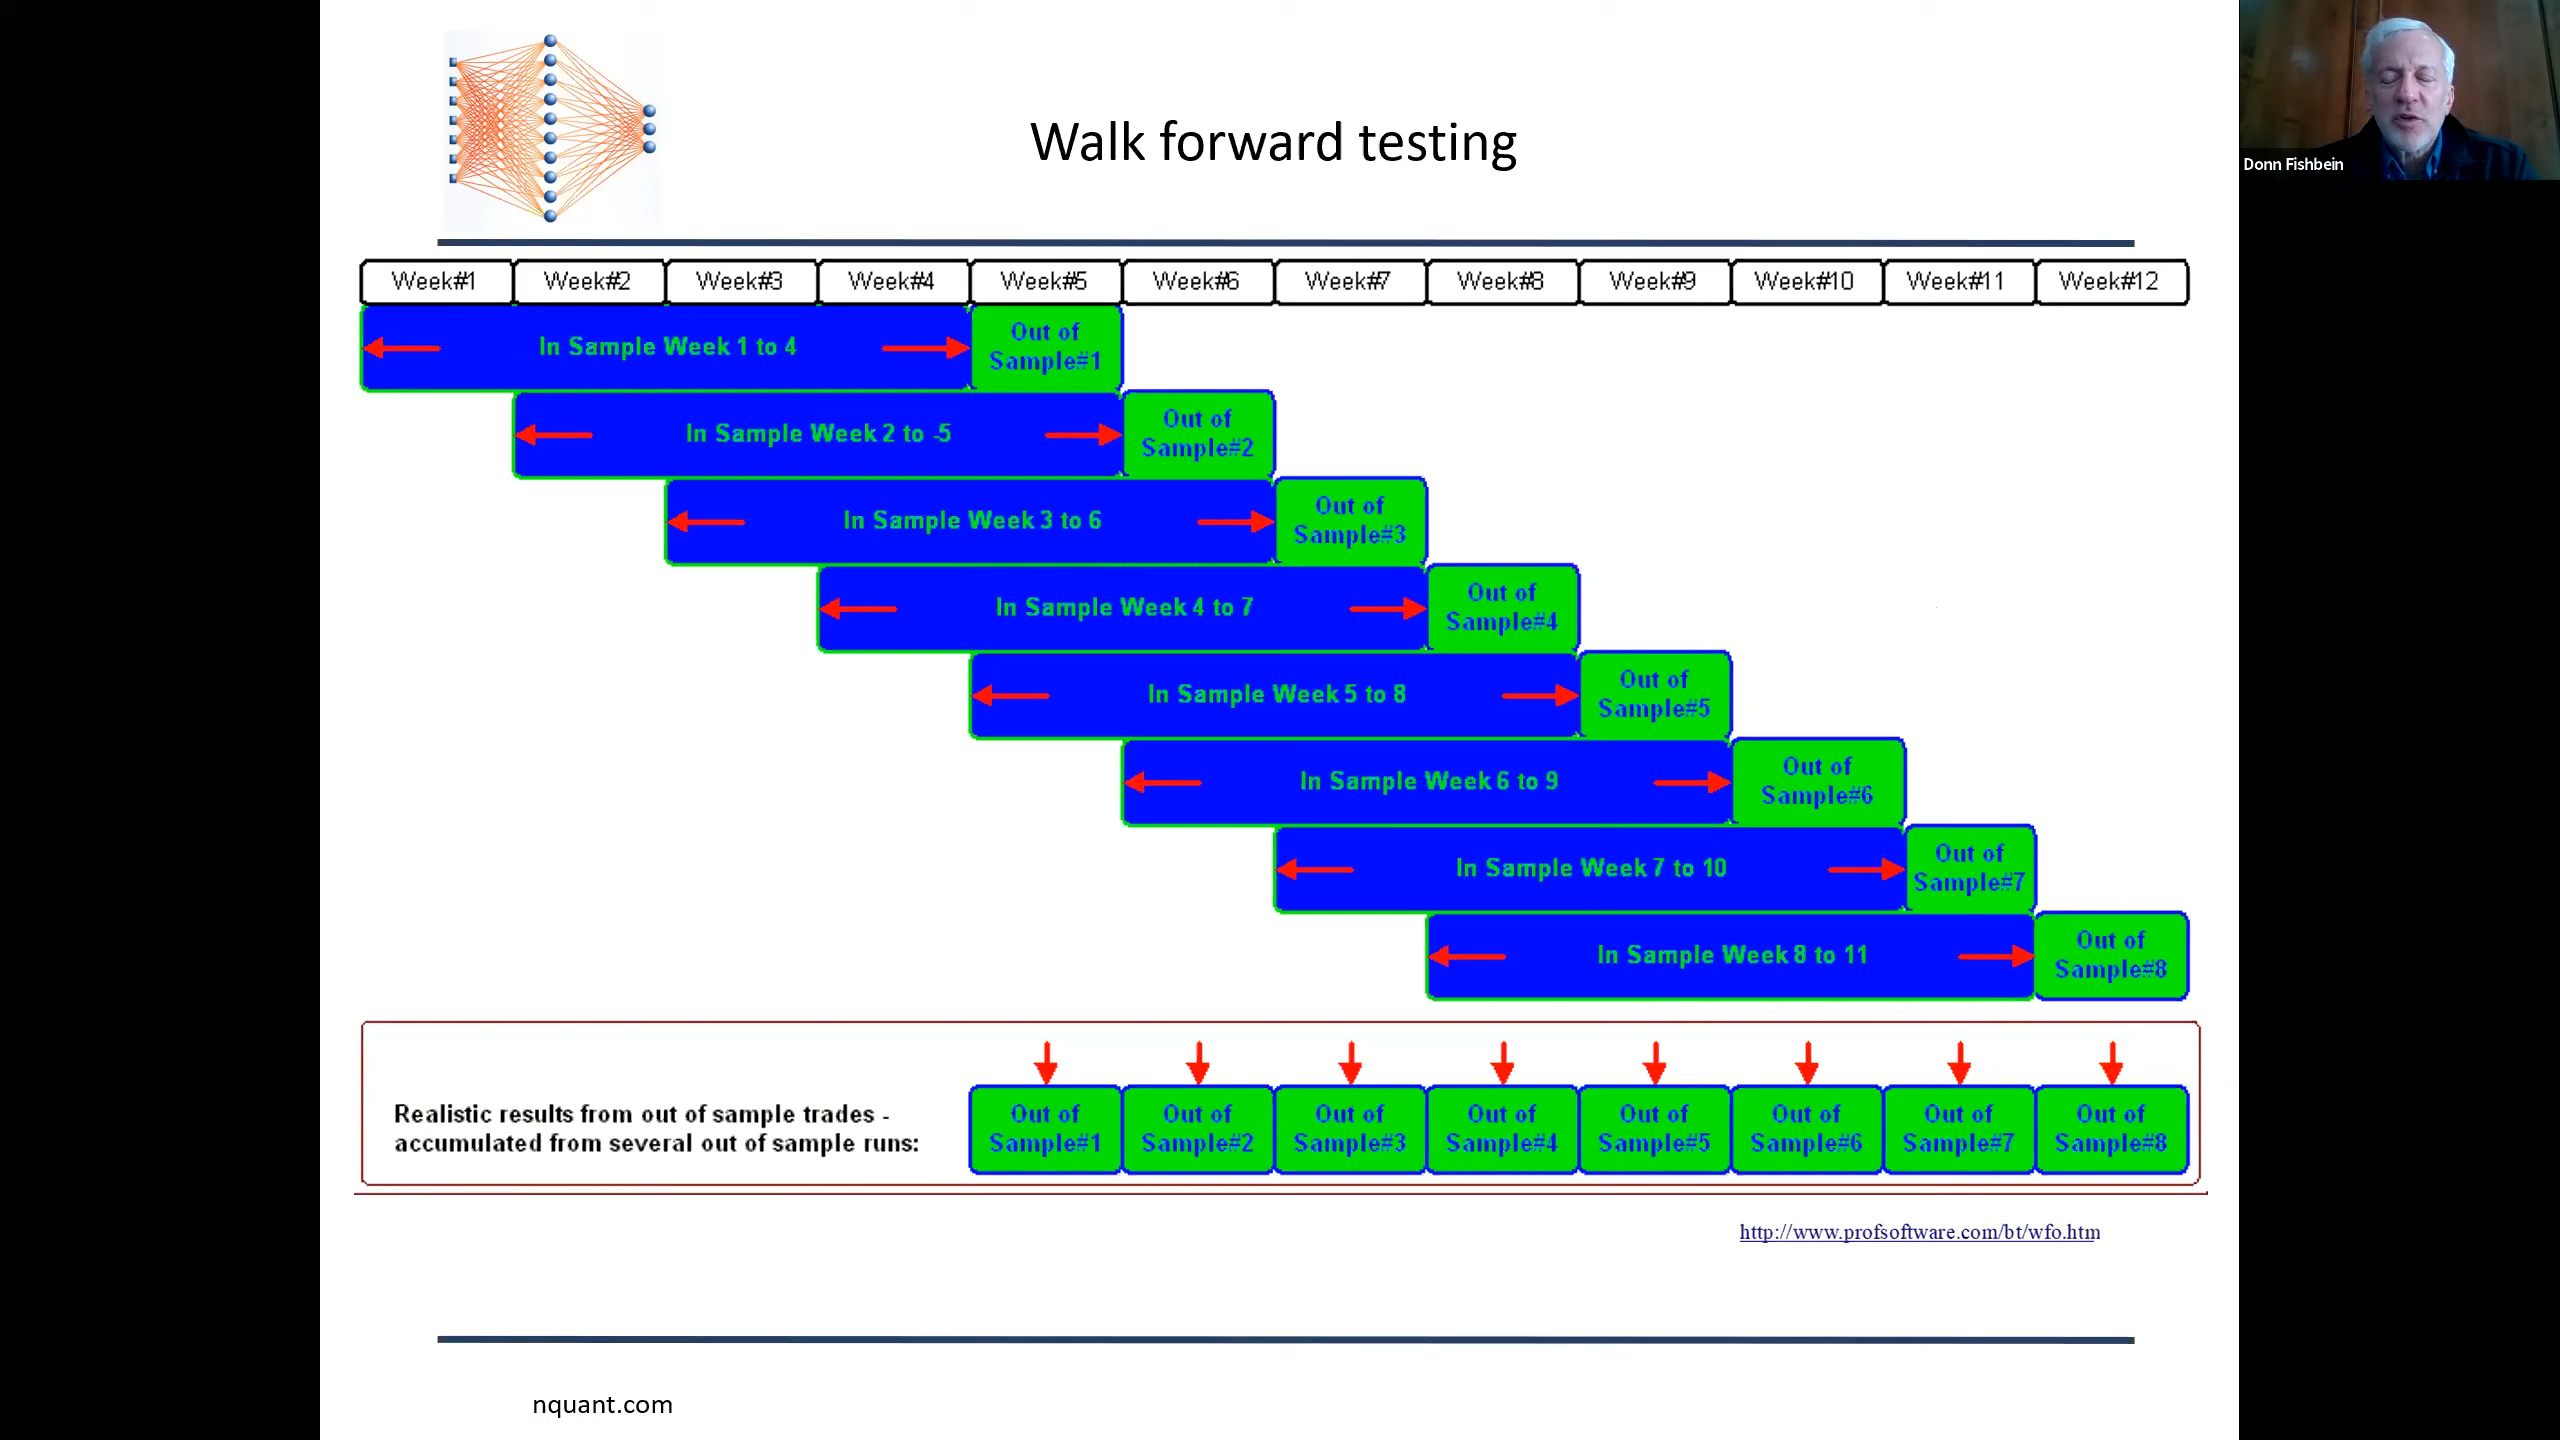 Walk forward testing
Donn Fishbein
Week#1 Week#2 Week#3 Week#4 Week#5 Week#6 Week#7 Week#8 Week#9 Week#10 Week#11 Week#12
In Sample Week 1 to 4
Out of
Sample#1
In Sample Week 2 to -5
Out of
Sample#2
In Sample Week 3 to 6
Out of
Sample#3
In Sample Week 4 to 7
Out of
Sample#4
In Sample Week 5 to 8
Out of
Sample#5
In Sample Week 6 to 9
Out of
Sample#6
In Sample Week 7 to 10
Out of
Sample#7
In Sample Week 8 to 11
Out of
Sample#8
Realistic results from out of sample trades -
accumulated from several out of sample runs:
Out of
Sample#1
Out of
Sample#2
Out of
Sample#3
Out of
Sample#4
Out of
Sample#5
Out of
Sample#6
Out of
Sample#7
Out of
Sample#8
http://www.profsoftware.com/bt/wfo.htm
nquant.com